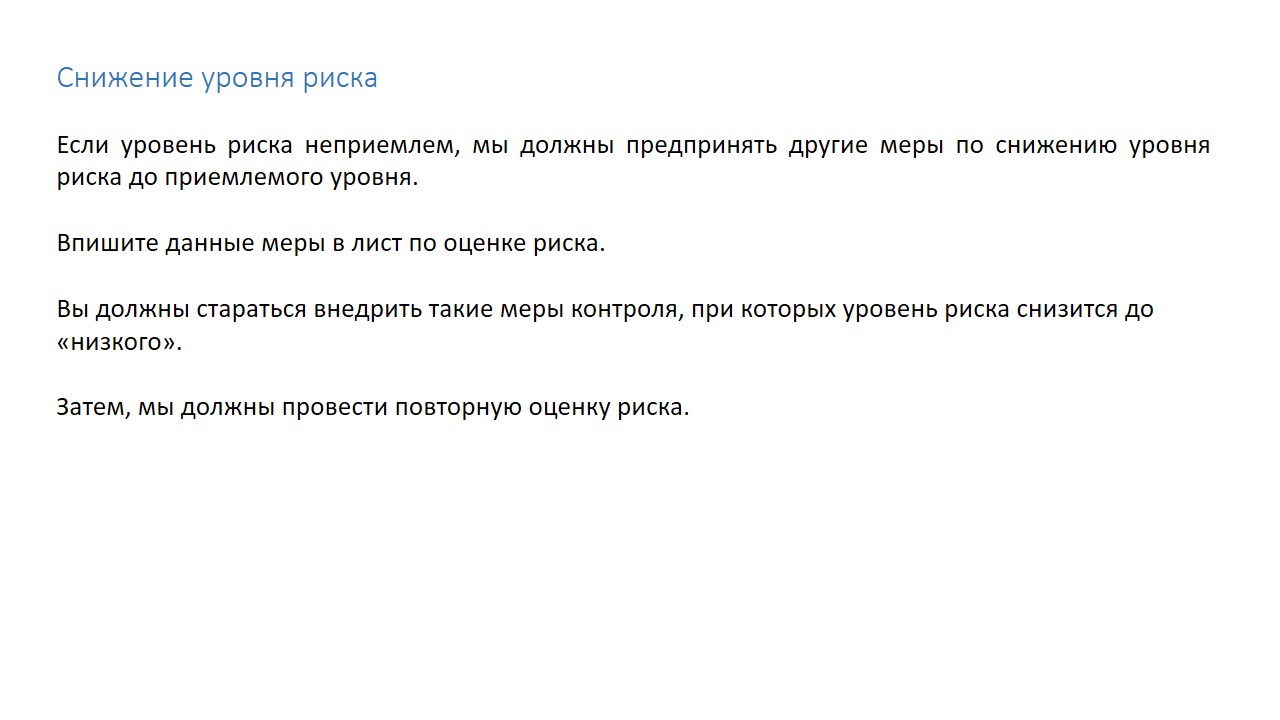 Снижение уровня риска
Если уровень риска неприемлем, мы должны предпринять другие меры по снижению уровня
риска до приемлемого уровня.
Впишите данные меры в лист по оценке риска.
Вы должны стараться внедрить такие меры контроля, при которых уровень риска снизится до
«низкого».
Затем, мы должны провести повторную оценку риска.